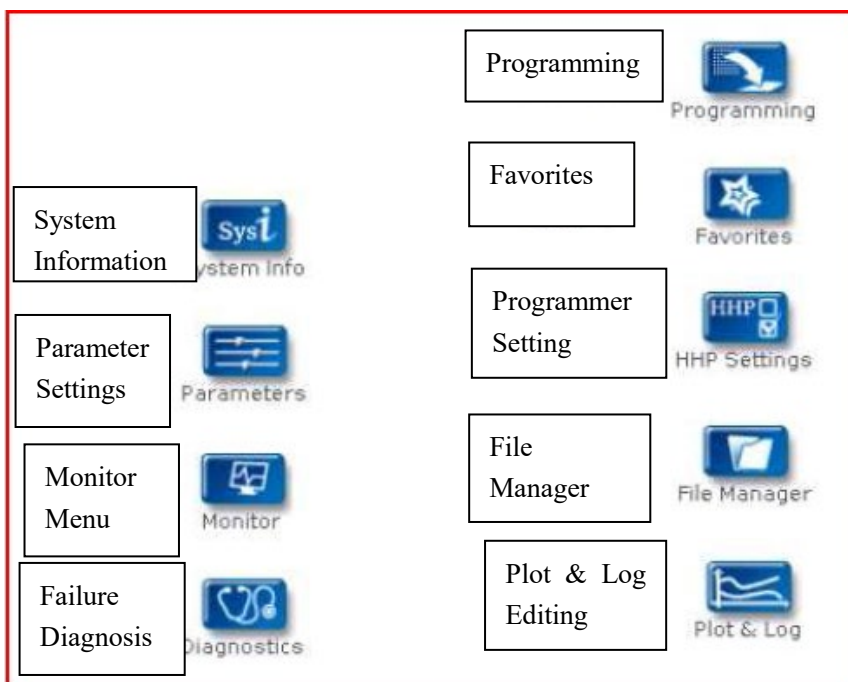 System
Information
Sysi
ystem Info
Parameter
Settings
Parameters
Monitor
Menu
Monitor
Failure
Diagnosis
Diagnostics
Programming
Programming
Favorites
Favorites
Programmer
Setting
HHP
HHP Settings
File
Manager
File Manager
Plot & Log
Editing
Plot & Log